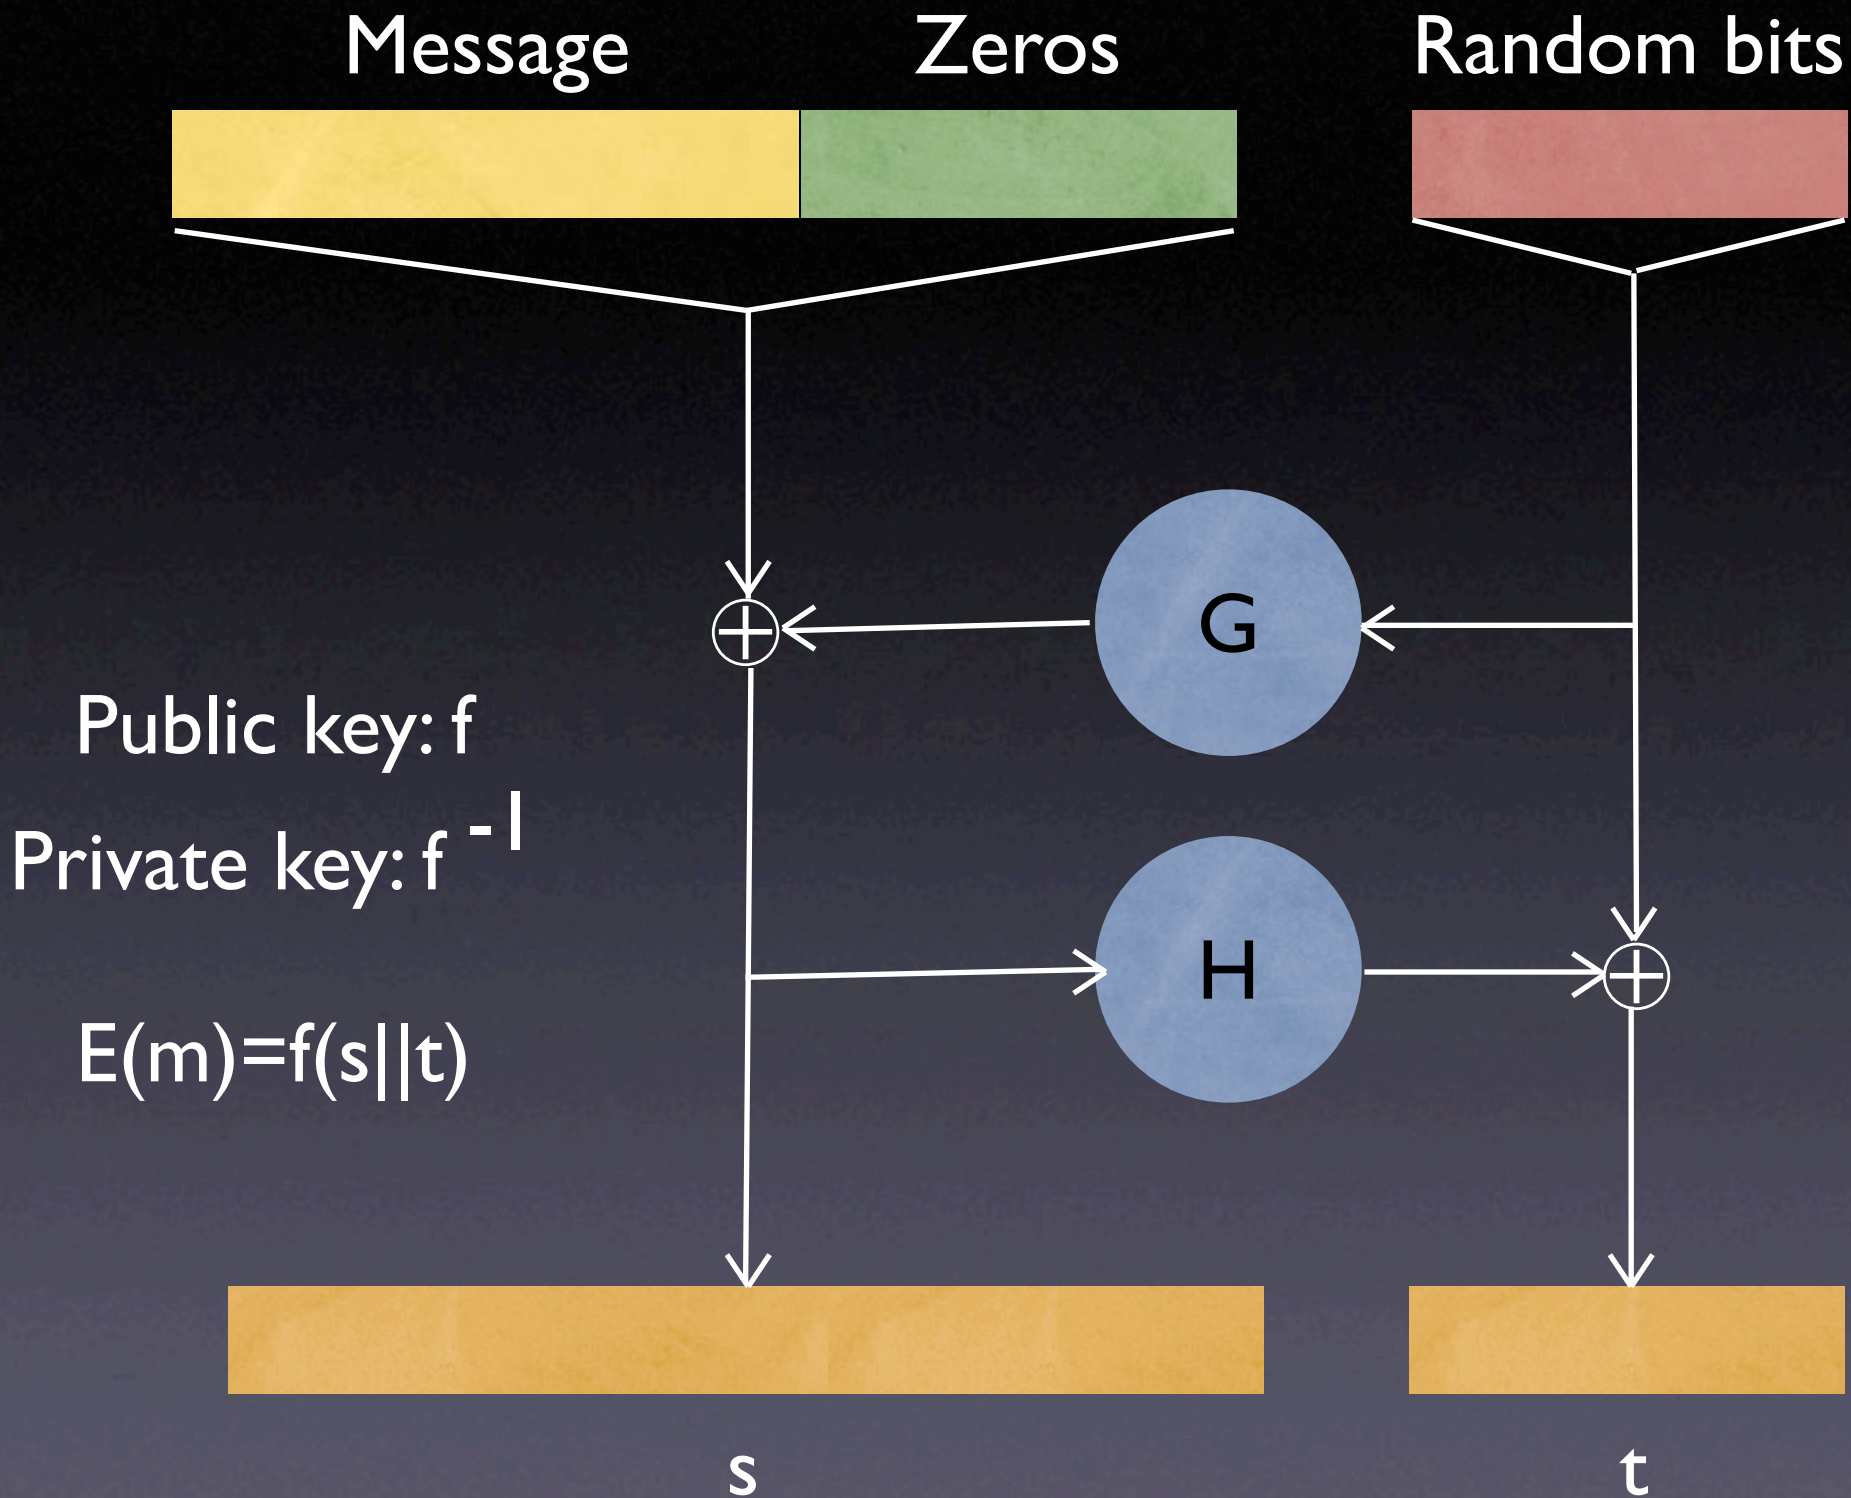 Message Zeros Random bits
G
Public key: f
Private key: f -1
H
E(m)=f(s||t)
s t